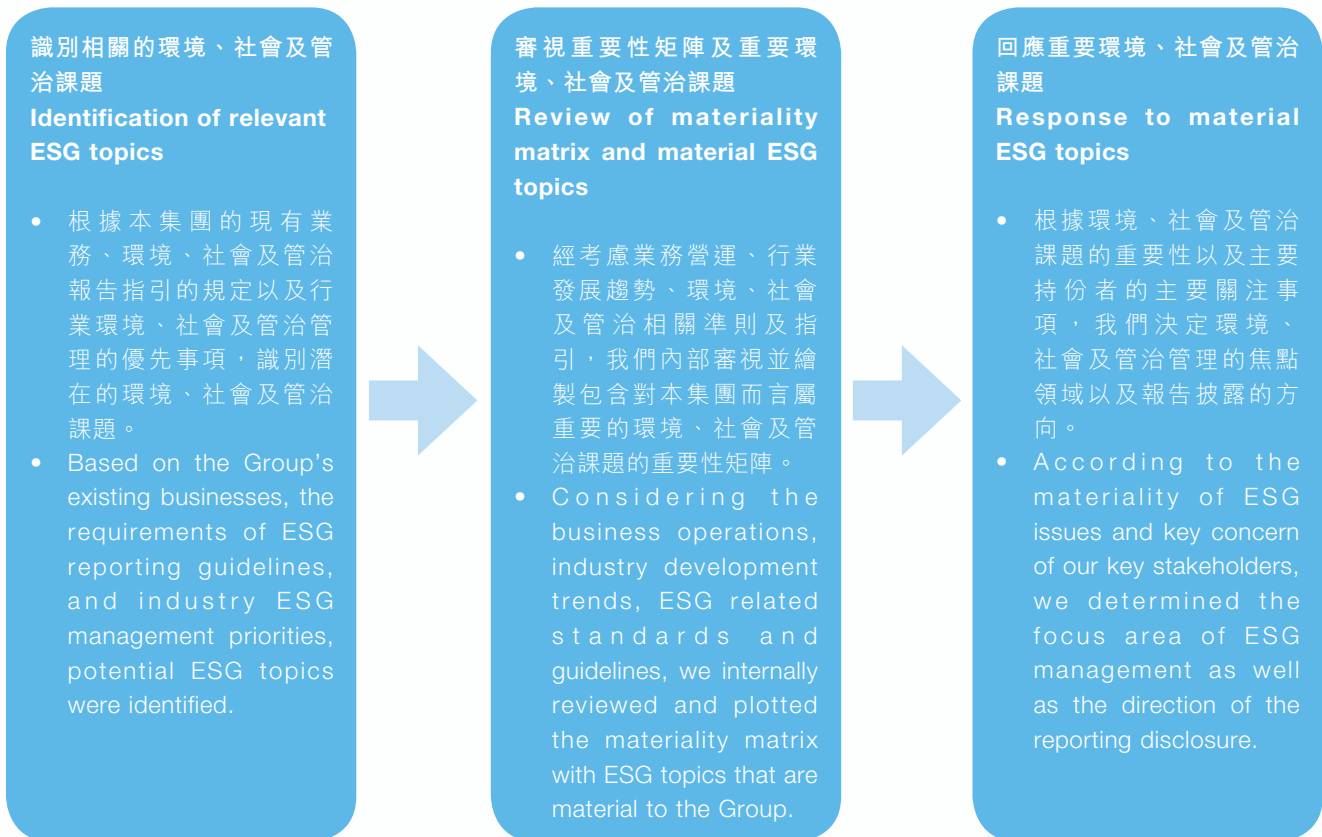 識別相關的環境、社會及管
治課題
Identification of relevant
ESG topics
• 根據本集團的現有業
務、環境、社會及管治
報告指引的規定以及行
業環境、社會及管治管
理的優先事項，識別潛
在的環境、社會及管治
課題。
• Based on the Group’s
existing businesses, the
requirements of ESG
reporting guidelines,
and industry ESG
management priorities,
potential ESG topics
were identified.
審視重要性矩陣及重要環
境、社會及管治課題
Review of materiality
matrix and material ESG
topics
• 經考慮業務營運、行業
發展趨勢、環境、社會
及管治相關準則及指
引，我們內部審視並繪
製包含對本集團而言屬
重要的環境、社會及管
治課題的重要性矩陣。
• Considering the
business operations,
industry development
trends, ESG related
standards and
guidelines, we internally
reviewed and plotted
the materiality matrix
with ESG topics that are
material to the Group.
回應重要環境、社會及管治
課題
Response to material
ESG topics
• 根據環境、社會及管治
課題的重要性以及主要
持份者的主要關注事
項，我們決定環境、
社會及管治管理的焦點
領域以及報告披露的方
向。
• According to the
materiality of ESG
issues and key concern
of our key stakeholders,
we determined the
focus area of ESG
management as well
as the direction of the
reporting disclosure.